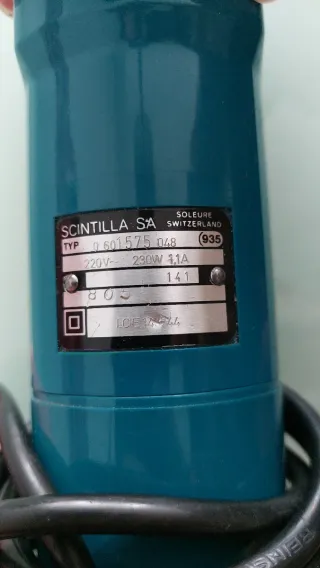 SCINTILLA SA
SOLEURE
SWITZERLAND
TYP 0 601 575 048
935
220V~ 230W 1,1A
141